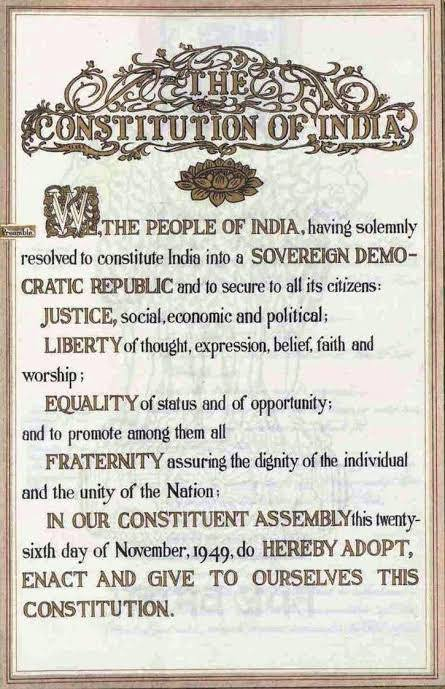 THE
CONSTITUTION OF INDIA
Preamble
WE, THE PEOPLE OF INDIA, having solemnly
resolved to constitute India into a SOVEREIGN DEMO-
CRATIC REPUBLIC and to secure to all its citizens:
JUSTICE, social, economic and political;
LIBERTY of thought, expression, belief, faith and
worship;
EQUALITY of status and of opportunity;
and to promote among them all
FRATERNITY assuring the dignity of the individual
and the unity of the Nation;
IN OUR CONSTITUENT ASSEMBLY this twenty-
sixth day of November, 1949, do HEREBY ADOPT,
ENACT AND GIVE TO OURSELVES THIS
CONSTITUTION.